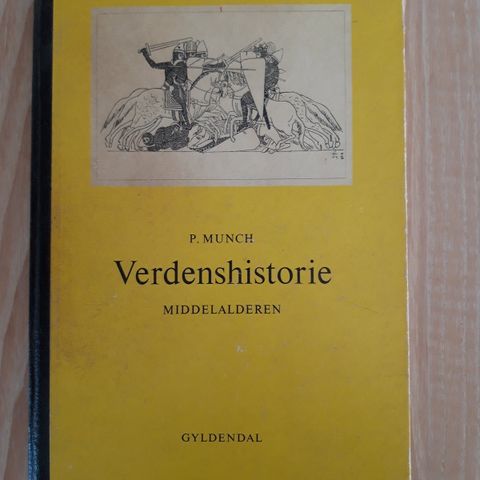 P. MUNCH
Verdenshistorie
MIDDELALDEREN
GYLDENDAL